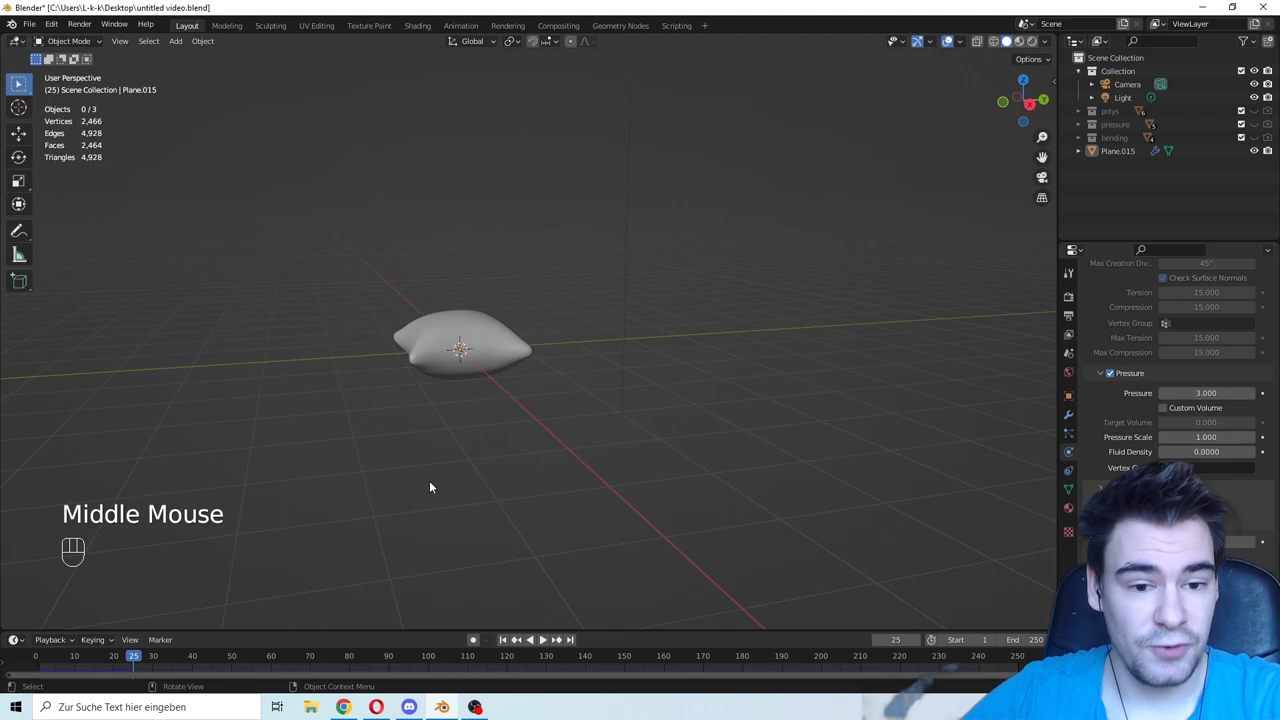 Blender* [C:\Users\L-k-k\Desktop\untitled video.blend]
File Edit Render Window Help Layout Modeling Sculpting UV Editing Texture Paint Shading Animation Rendering Compositing Geometry Nodes Scripting + Scene ViewLayer
Object Mode View Select Add Object Global
Options
User Perspective
(25) Scene Collection | Plane.015
Objects 0 / 3
Vertices 2,466
Edges 4,928
Faces 2,464
Triangles 4,928
Z
Y
X
Scene Collection
Collection
Camera
Light
polys 6
pressure 5
bending 4
Plane.015
Max Creation Div... 45°
Check Surface Normals
Tension 15.000
Compression 15.000
Vertex Group
Max Tension 15.000
Max Compression 15.000
Pressure
Pressure 3.000
Custom Volume
Target Volume 0.000
Pressure Scale 1.000
Fluid Density 0.0000
Vertex
Middle Mouse
Playback Keying View Marker 25 Start 1 End 250
0 10 20 25 30 40 50 60 70 80 90 100 110 120 130 140 150 160 170 180 190 200 210 220 230 240 250
Select Rotate View Object Context Menu
Zur Suche Text hier eingeben